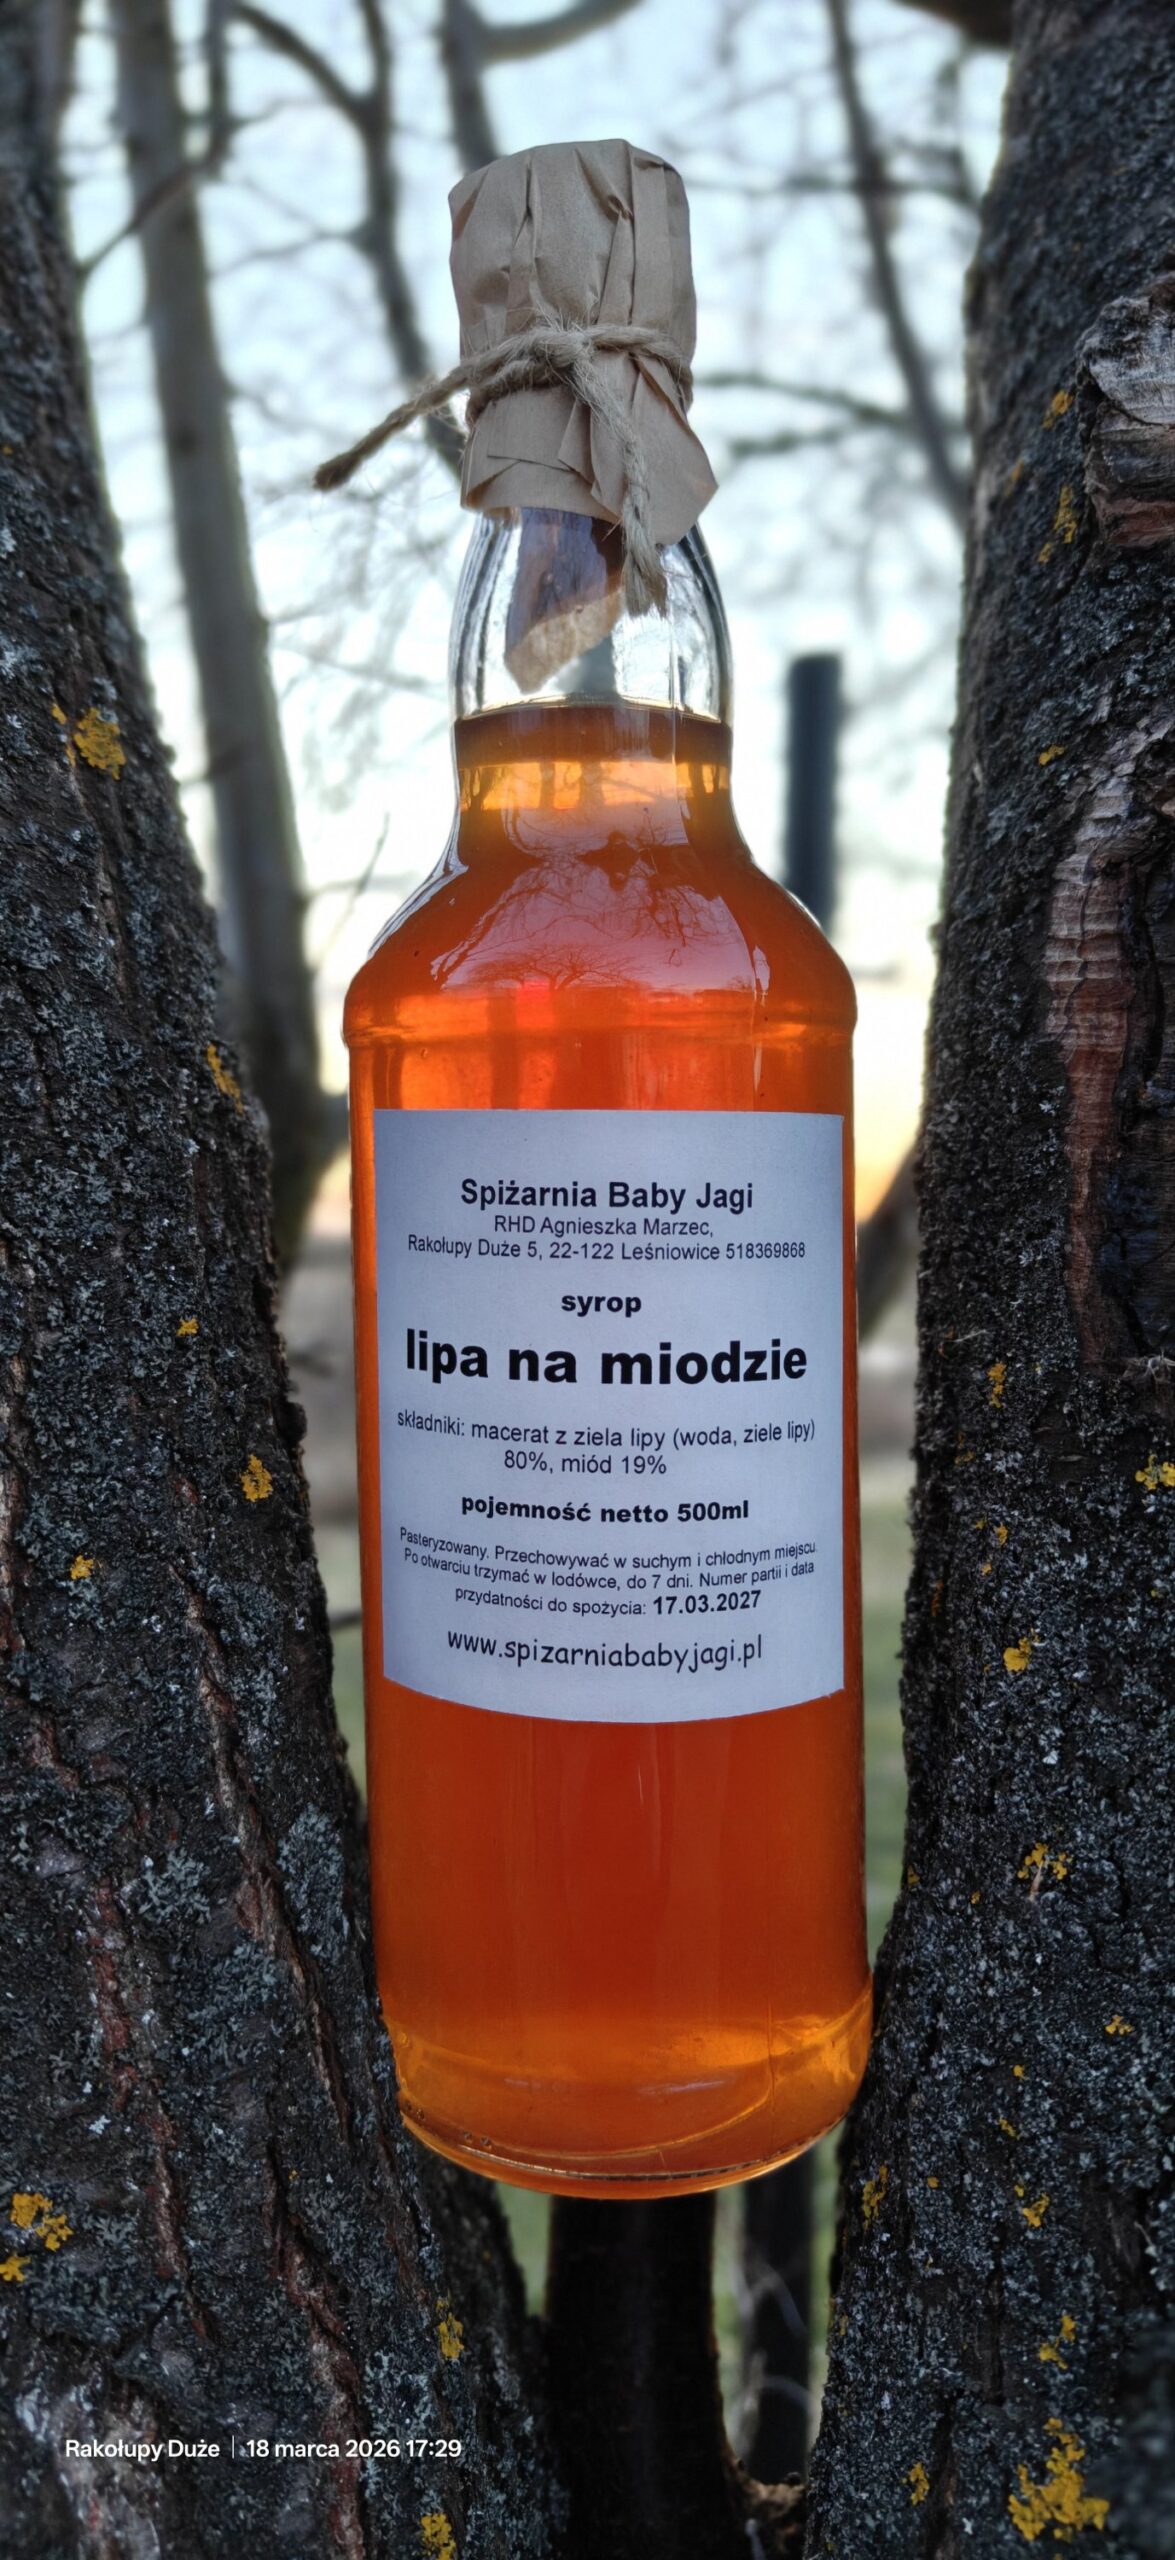 Spiżarnia Baby Jagi
RHD Agnieszka Marzec,
Rakołupy Duże 5, 22-122 Leśniowice 518369868
syrop
lipa na miodzie
składniki: macerat z ziela lipy (woda, ziele lipy)
80%, miód 19%
pojemność netto 500ml
Pasteryzowany. Przechowywać w suchym i chłodnym miejscu.
Po otwarciu trzymać w lodówce, do 7 dni. Numer partii i data
przydatności do spożycia: 17.03.2027
www.spizarniababyjagi.pl
Rakołupy Duże | 18 marca 2026 17:29